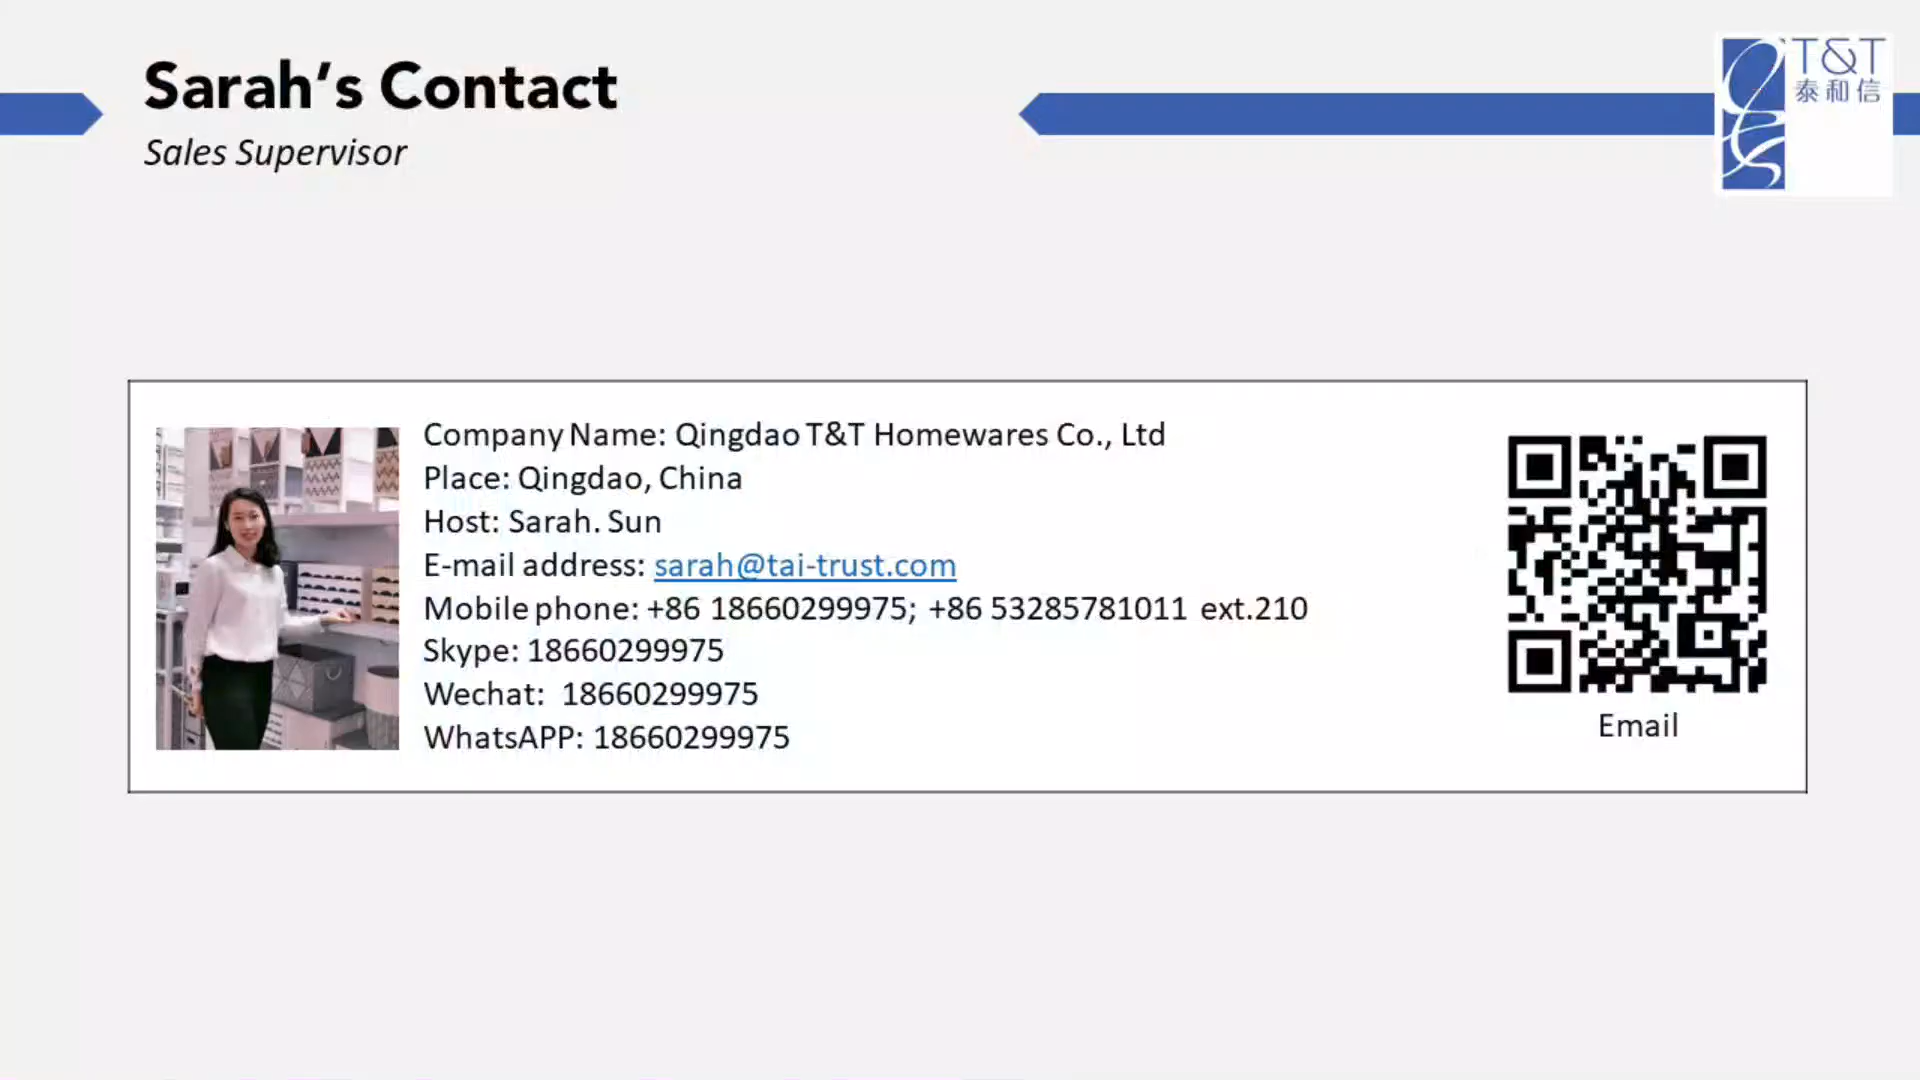 Sarah’s Contact
Sales Supervisor
T&T
泰和信
Company Name: Qingdao T&T Homewares Co., Ltd
Place: Qingdao, China
Host: Sarah. Sun
E-mail address: sarah@tai-trust.com
Mobile phone: +86 18660299975; +86 53285781011 ext.210
Skype: 18660299975
Wechat: 18660299975
WhatsAPP: 18660299975
Email